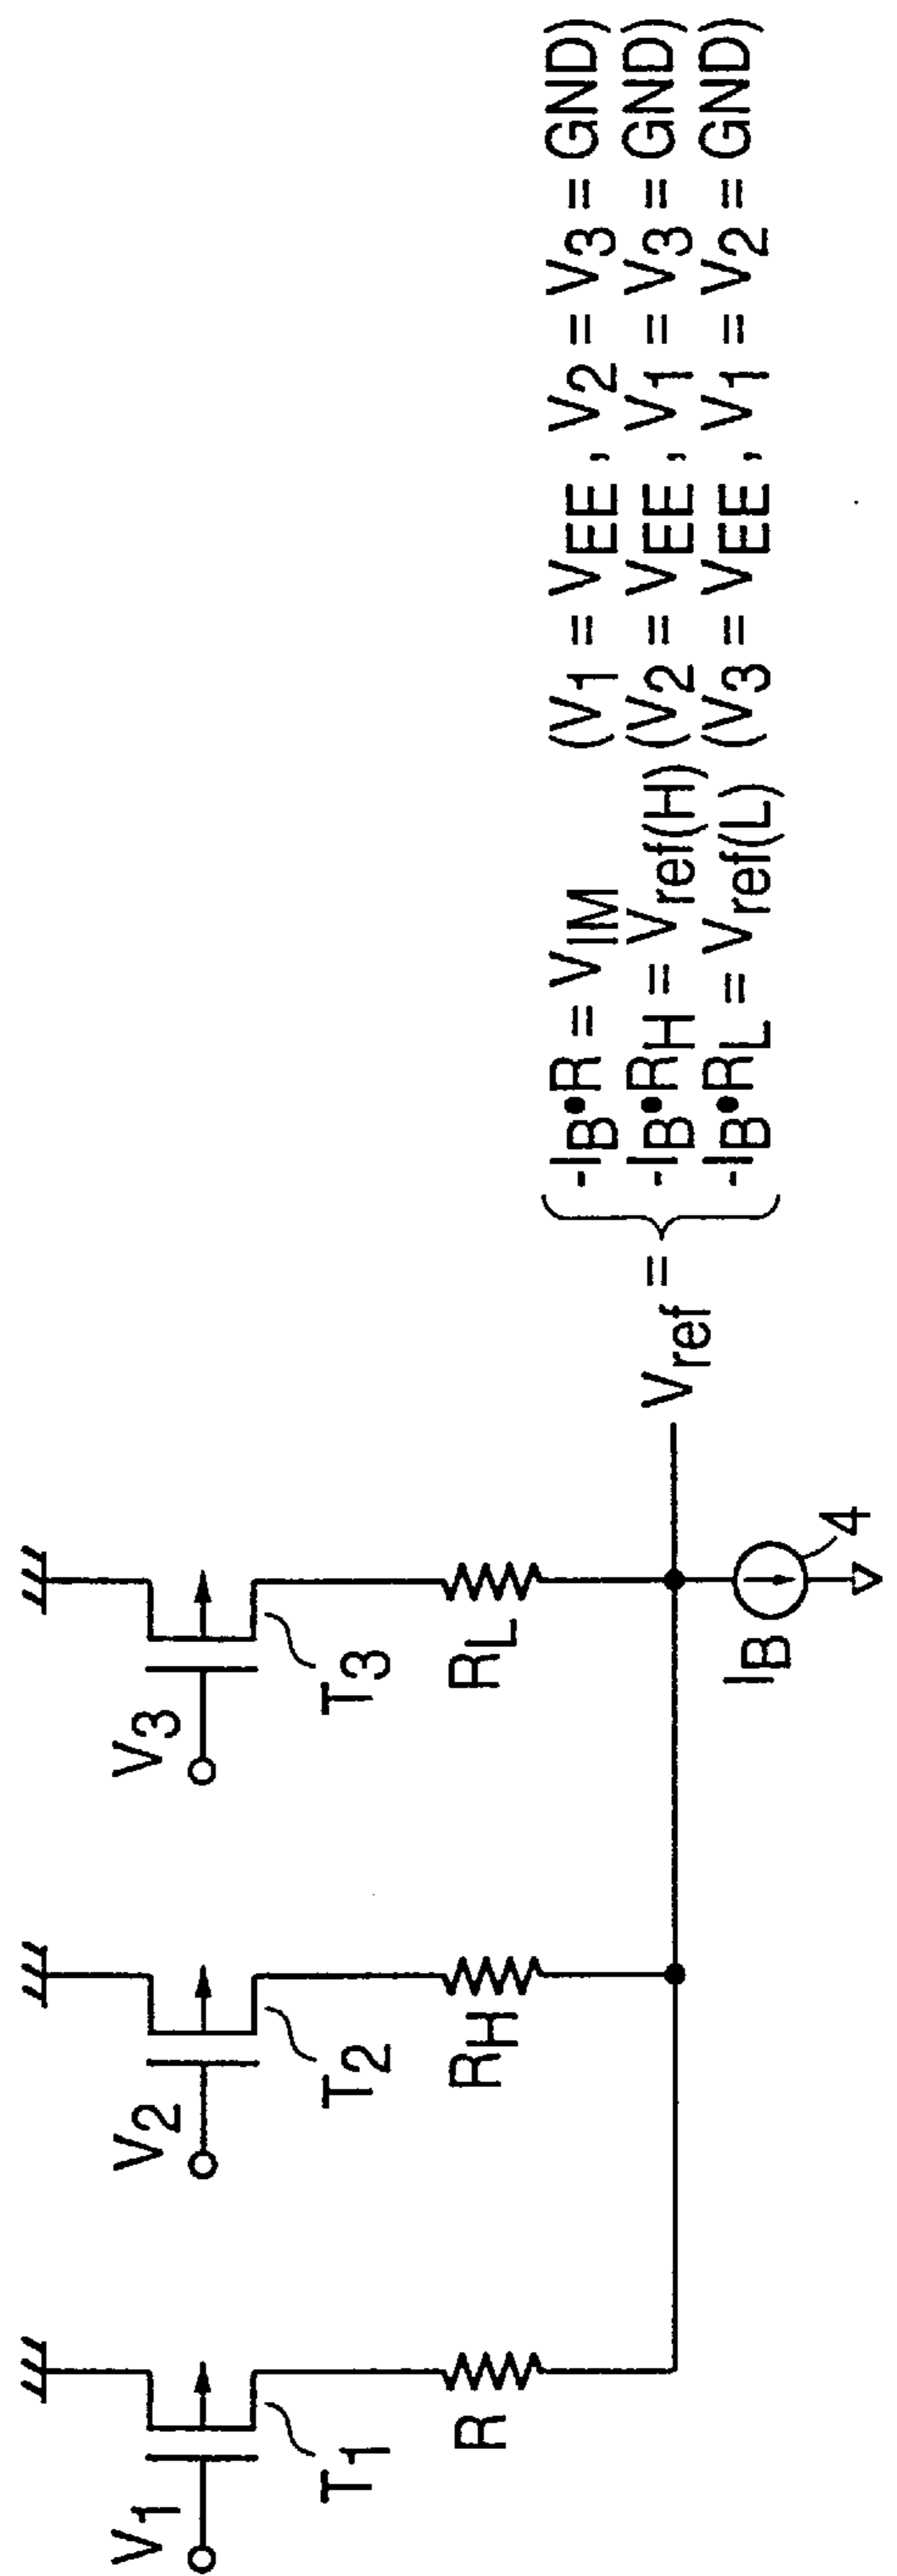 V1
T1
R
V2
T2
RH
V3
T3
RL
IB
4
Vref =
-IB•R = VIM (V1 = VEE, V2 = V3 = GND)
-IB•RH = Vref(H) (V2 = VEE, V1 = V3 = GND)
-IB•RL = Vref(L) (V3 = VEE, V1 = V2 = GND)